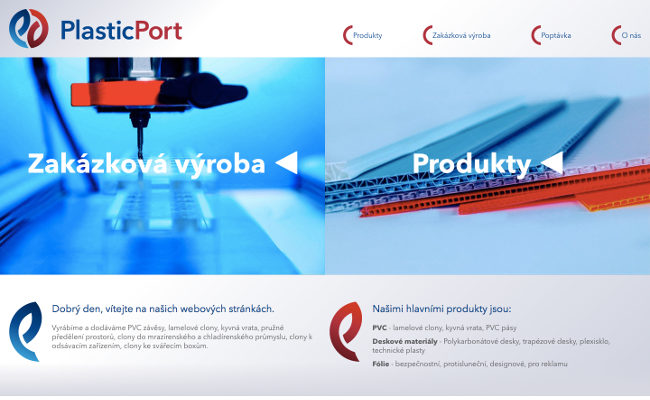 PlasticPort
Produkty
Zakázková výroba
Poptávka
O nás
Zakázková výroba
Produkty
Dobrý den, vítejte na našich webových stránkách.
Vyrábíme a dodáváme PVC závěsy, lamelové clony, kyvná vrata, pružné
předělení prostorů, clony do mrazírenského a chladírenského průmyslu, clony k
odsávacím zařízením, clony ke svářecím boxům.
Našimi hlavními produkty jsou:
PVC - lamelové clony, kyvná vrata, PVC pásy
Deskové materiály - Polykarbonátové desky, trapézové desky, plexisklo,
technické plasty
Fólie - bezpečnostní, protisluneční, designové, pro reklamu